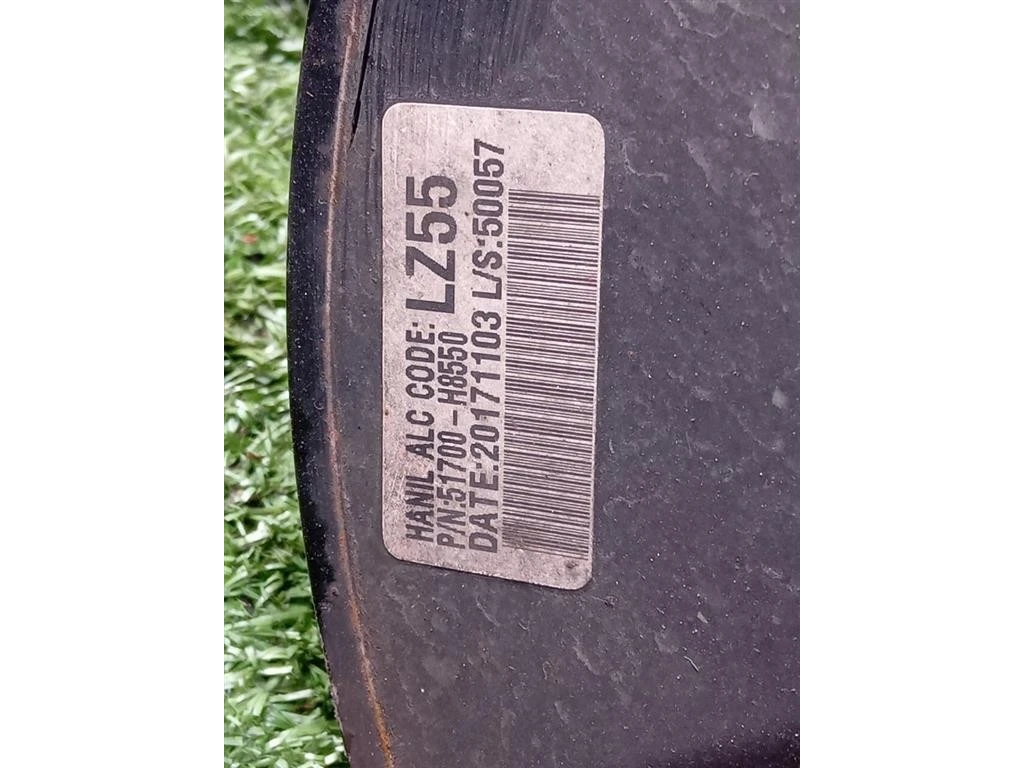 HANIL ALC CODE: LZ55
P/N:51700-H8550
DATE:20171103 L/S:50057